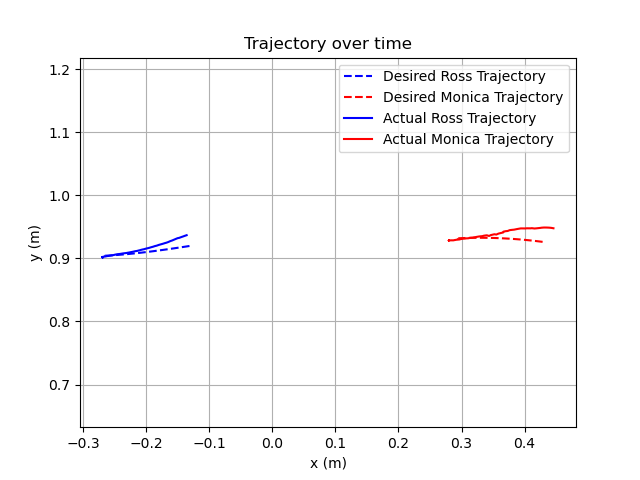 Trajectory over time
1.2
1.1
1.0
0.9
0.8
0.7
y (m)
Desired Ross Trajectory
Desired Monica Trajectory
Actual Ross Trajectory
Actual Monica Trajectory
−0.3 −0.2 −0.1 0.0 0.1 0.2 0.3 0.4
x (m)